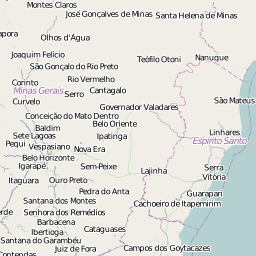 Montes Claros
José Gonçalves de Minas
Santa Helena de Minas
Olhos d'Água
Joaquim Felício
Teófilo Otoni
Nanuque
São Gonçalo do Rio Preto
Corinto
Rio Vermelho
Minas Gerais
Serro
Cantagalo
Curvelo
Governador Valadares
São Mateus
Conceição do Mato Dentro
Baldim
Belo Oriente
Sete Lagoas
Ipatinga
Linhares
Pequi
Vespasiano
Nova Era
Espírito Santo
Belo Horizonte
Igarapé
Sem-Peixe
Lajinha
Serra
Itaguara
Ouro Preto
Vitória
Pedra do Anta
Guarapari
Santana dos Montes
Cachoeiro de Itapemirim
erde
Senhora dos Remédios
Barbacena
Ibertioga
Cataguases
Santana do Garambéu
Juiz de Fora
Campos dos Goytacazes